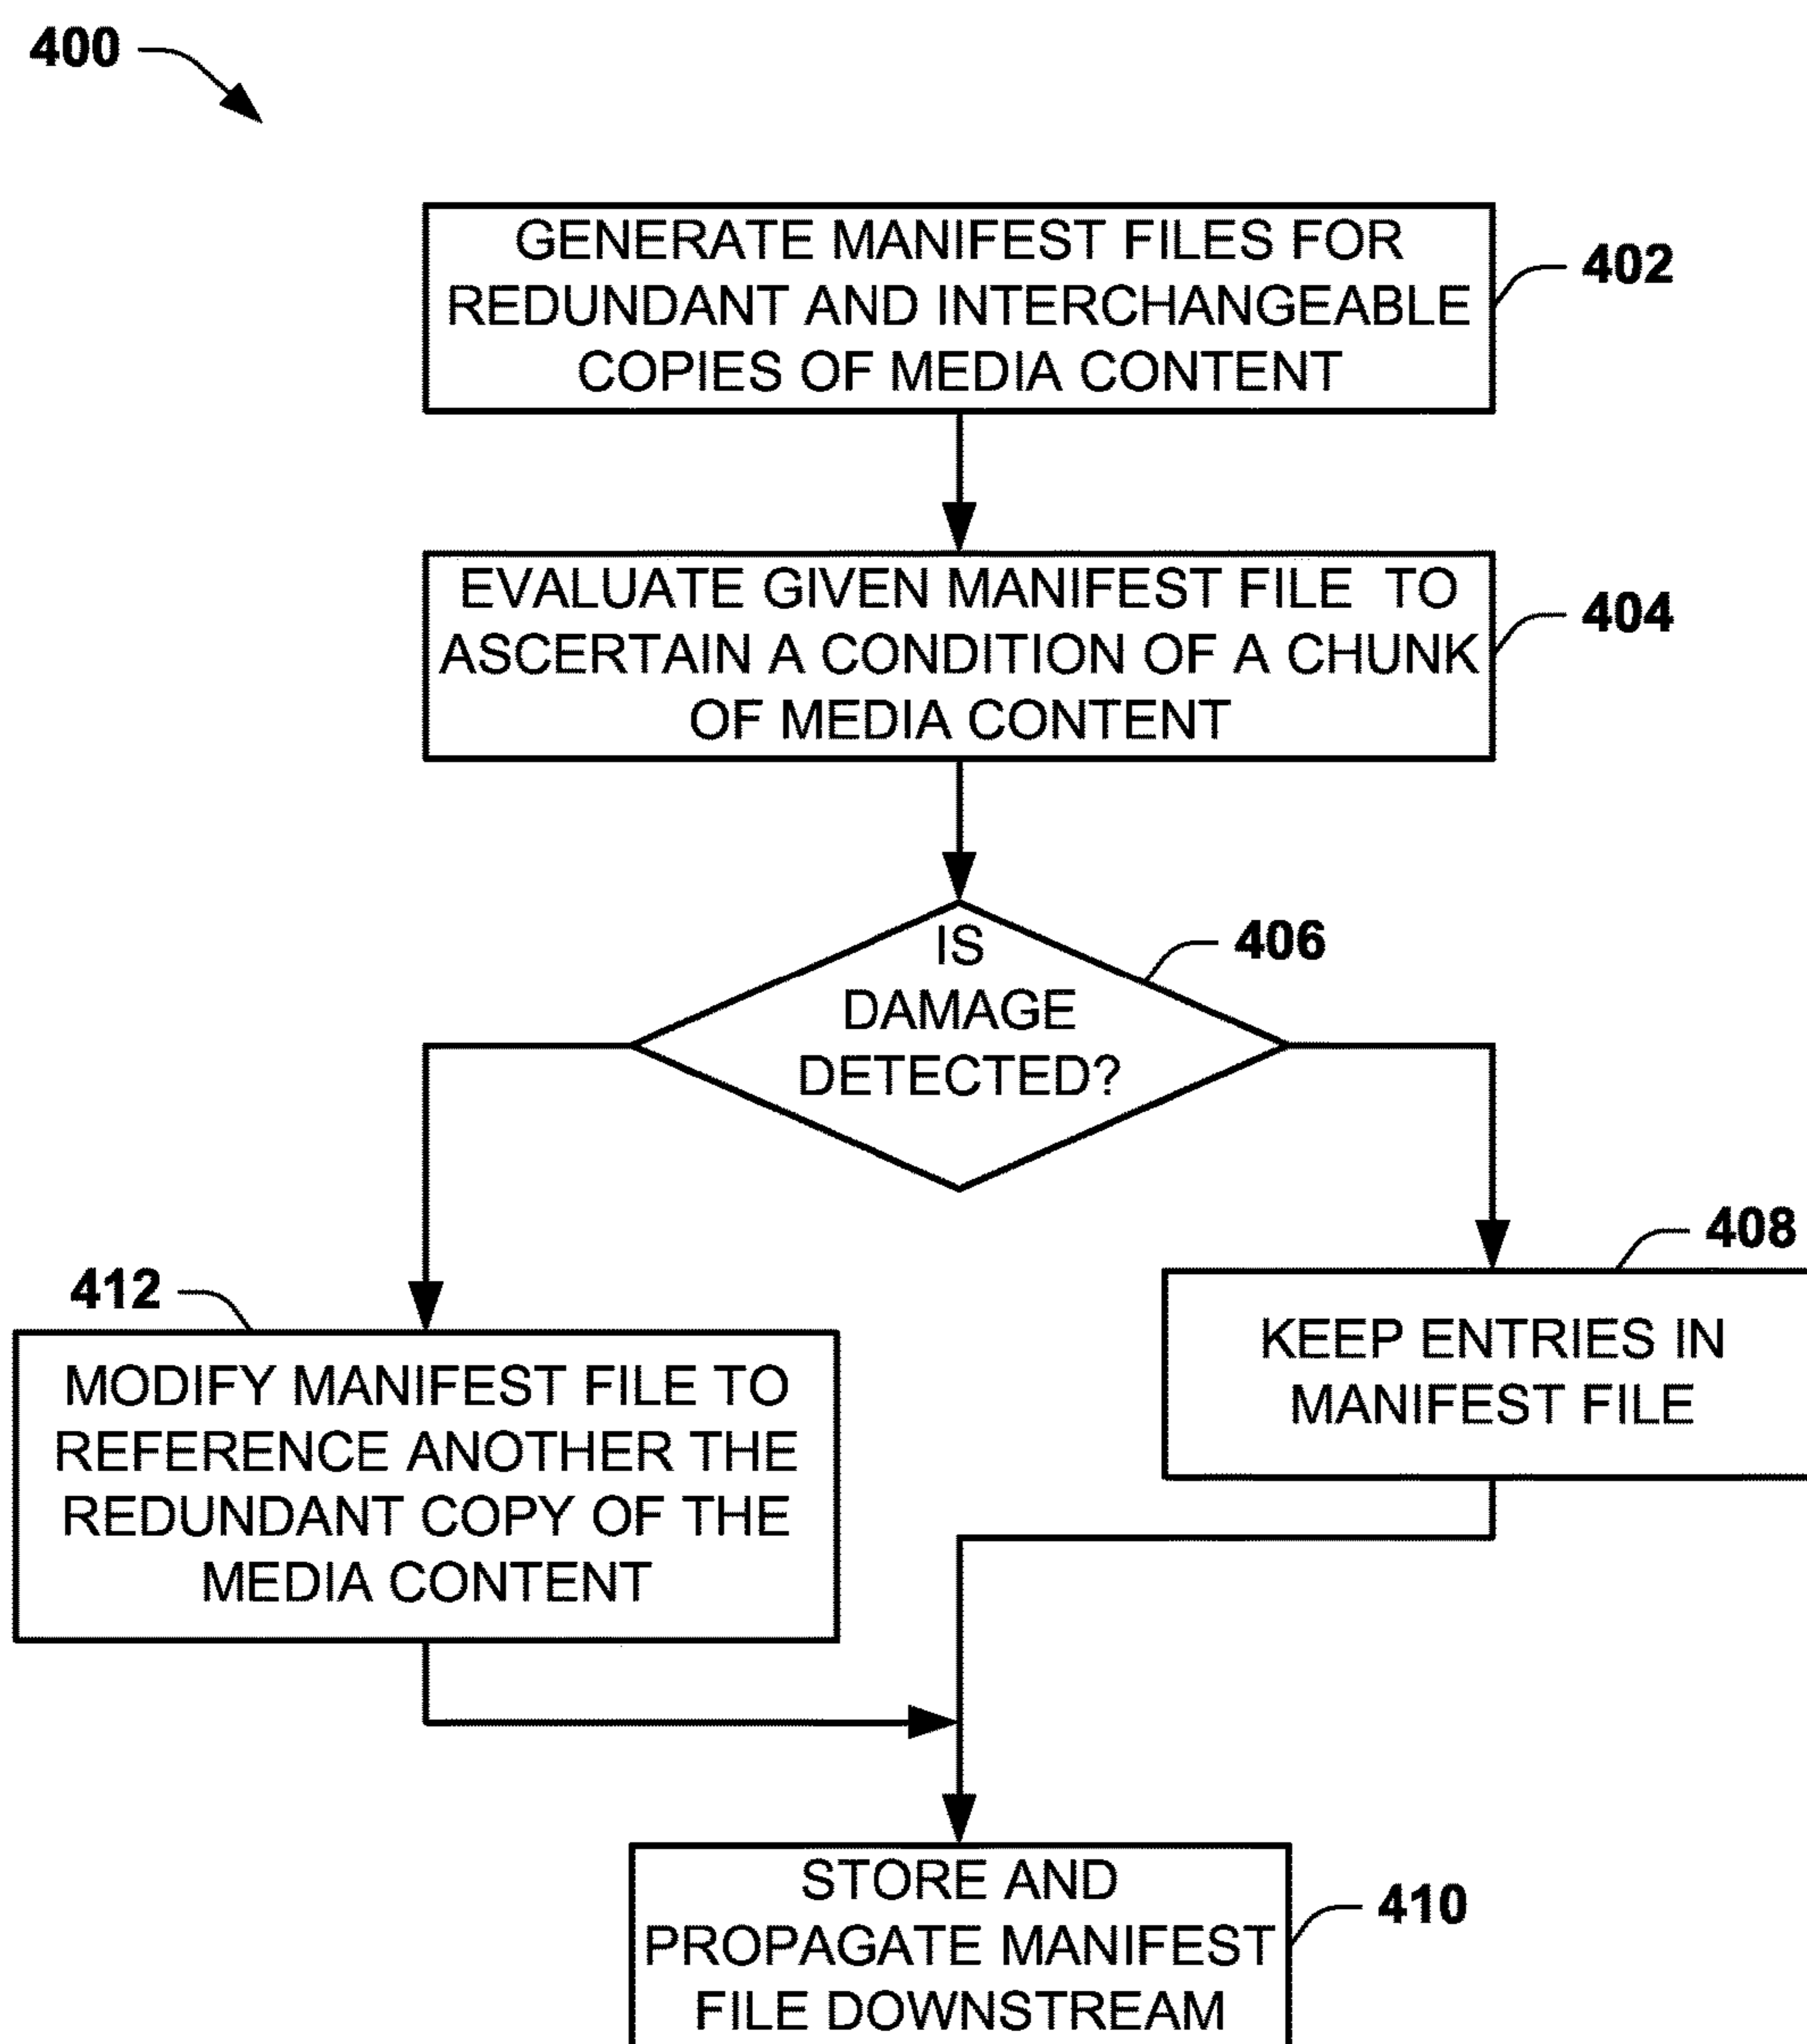 400
GENERATE MANIFEST FILES FOR
REDUNDANT AND INTERCHANGEABLE
COPIES OF MEDIA CONTENT
402
EVALUATE GIVEN MANIFEST FILE TO
ASCERTAIN A CONDITION OF A CHUNK
OF MEDIA CONTENT
404
IS
DAMAGE
DETECTED?
406
412
MODIFY MANIFEST FILE TO
REFERENCE ANOTHER THE
REDUNDANT COPY OF THE
MEDIA CONTENT
408
KEEP ENTRIES IN
MANIFEST FILE
STORE AND
PROPAGATE MANIFEST
FILE DOWNSTREAM
410